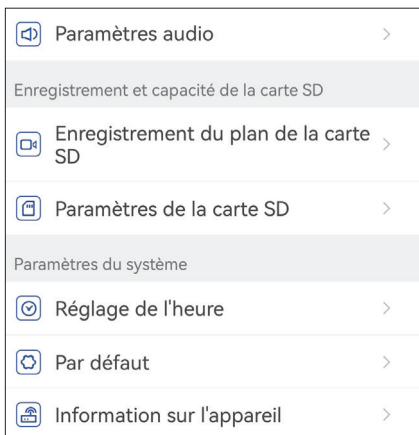 Paramètres audio
Enregistrement et capacité de la carte SD
Enregistrement du plan de la carte
SD
Paramètres de la carte SD
Paramètres du système
Réglage de l'heure
Par défaut
Information sur l'appareil